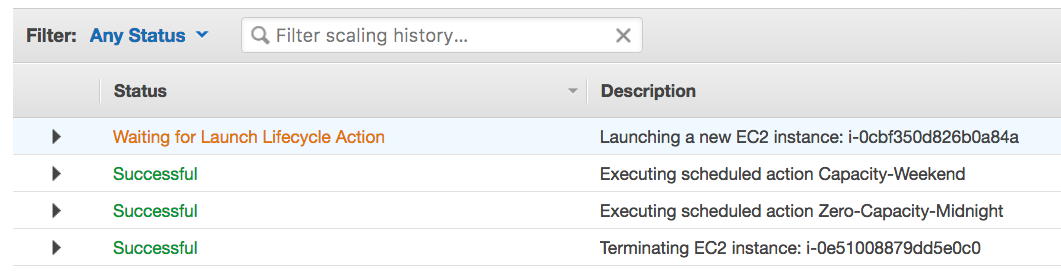 Filter: Any Status Filter scaling history...
Status Description
Waiting for Launch Lifecycle Action Launching a new EC2 instance: i-0cbf350d826b0a84a
Successful Executing scheduled action Capacity-Weekend
Successful Executing scheduled action Zero-Capacity-Midnight
Successful Terminating EC2 instance: i-0e51008879dd5e0c0